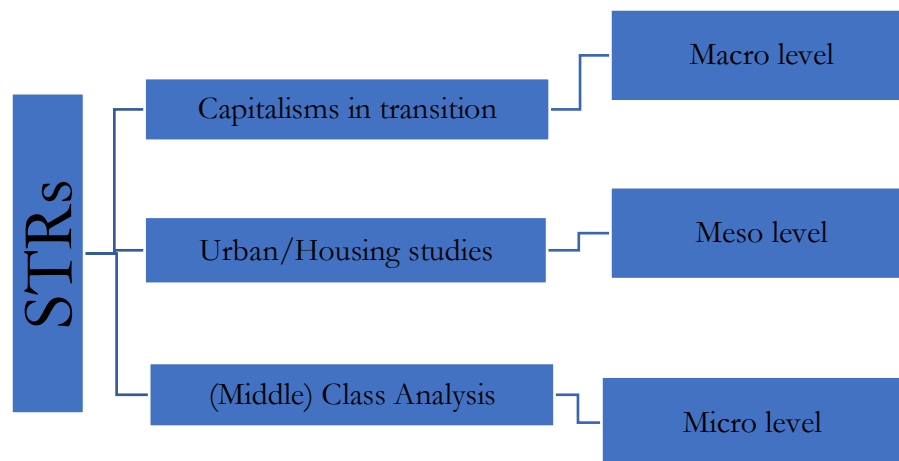 STRs
Capitalisms in transition
Macro level
Urban/Housing studies
Meso level
(Middle) Class Analysis
Micro level